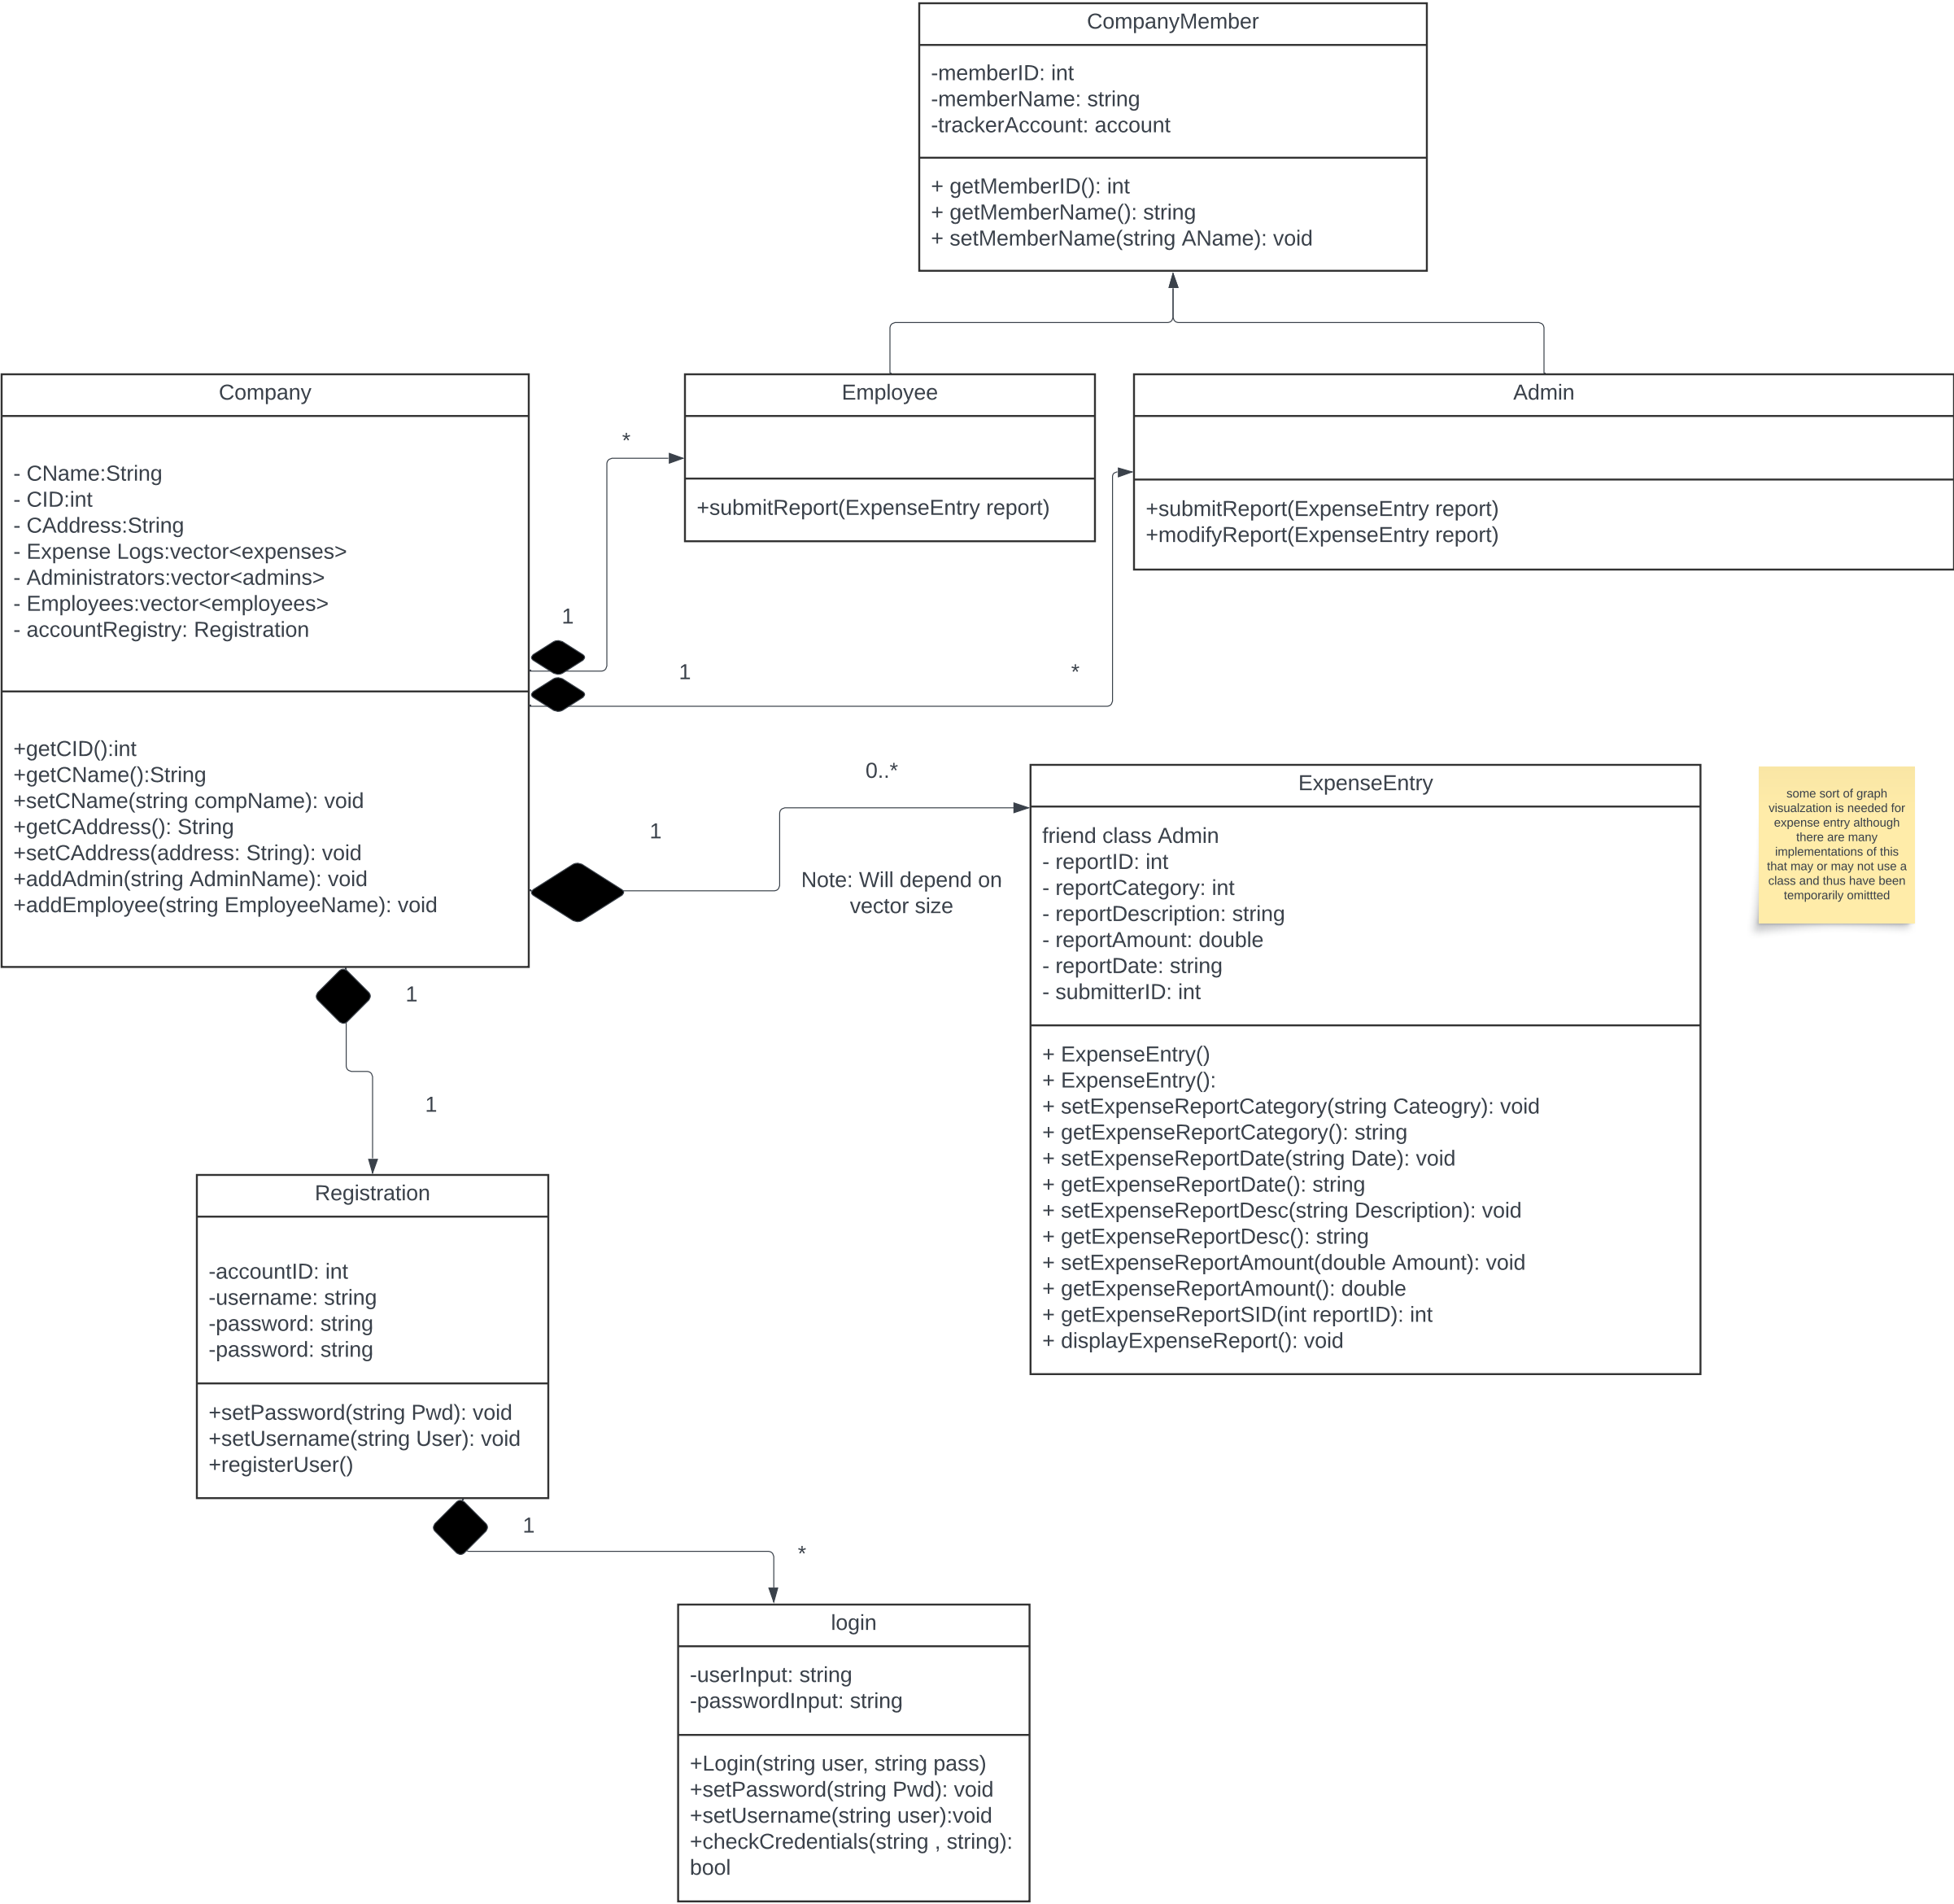 CompanyMember
-memberID: int
-memberName: string
-trackerAccount: account
+ getMemberID(): int
+ getMemberName(): string
+ setMemberName(string AName): void
Company
- CName:String
- CID:int
- CAddress:String
- Expense Logs:vector<expenses>
- Administrators:vector<admins>
- Employees:vector<employees>
- accountRegistry: Registration
+getCID():int
+getCName():String
+setCName(string compName): void
+getCAddress(): String
+setCAddress(address: String): void
+addAdmin(string AdminName): void
+addEmployee(string EmployeeName): void
Employee
+submitReport(ExpenseEntry report)
Admin
+submitReport(ExpenseEntry report)
+modifyReport(ExpenseEntry report)
*
1
1
*
1
0..*
Note: Will depend on
vector size
ExpenseEntry
friend class Admin
- reportID: int
- reportCategory: int
- reportDescription: string
- reportAmount: double
- reportDate: string
- submitterID: int
+ ExpenseEntry()
+ ExpenseEntry():
+ setExpenseReportCategory(string Cateogry): void
+ getExpenseReportCategory(): string
+ setExpenseReportDate(string Date): void
+ getExpenseReportDate(): string
+ setExpenseReportDesc(string Description): void
+ getExpenseReportDesc(): string
+ setExpenseReportAmount(double Amount): void
+ getExpenseReportAmount(): double
+ getExpenseReportSID(int reportID): int
+ displayExpenseReport(): void
some sort of graph
visualzation is needed for
expense entry although
there are many
implementations of this
that may or may not use a
class and thus have been
temporarily omittted
1
1
Registration
-accountID: int
-username: string
-password: string
-password: string
+setPassword(string Pwd): void
+setUsername(string User): void
+registerUser()
1
*
login
-userInput: string
-passwordInput: string
+Login(string user, string pass)
+setPassword(string Pwd): void
+setUsername(string user):void
+checkCredentials(string , string):
bool